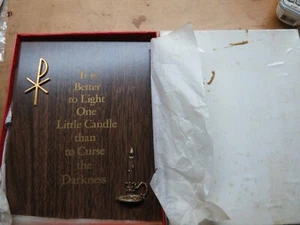 It is
Better
to Light
One
Little Candle
than
to Curse
the
Darkness